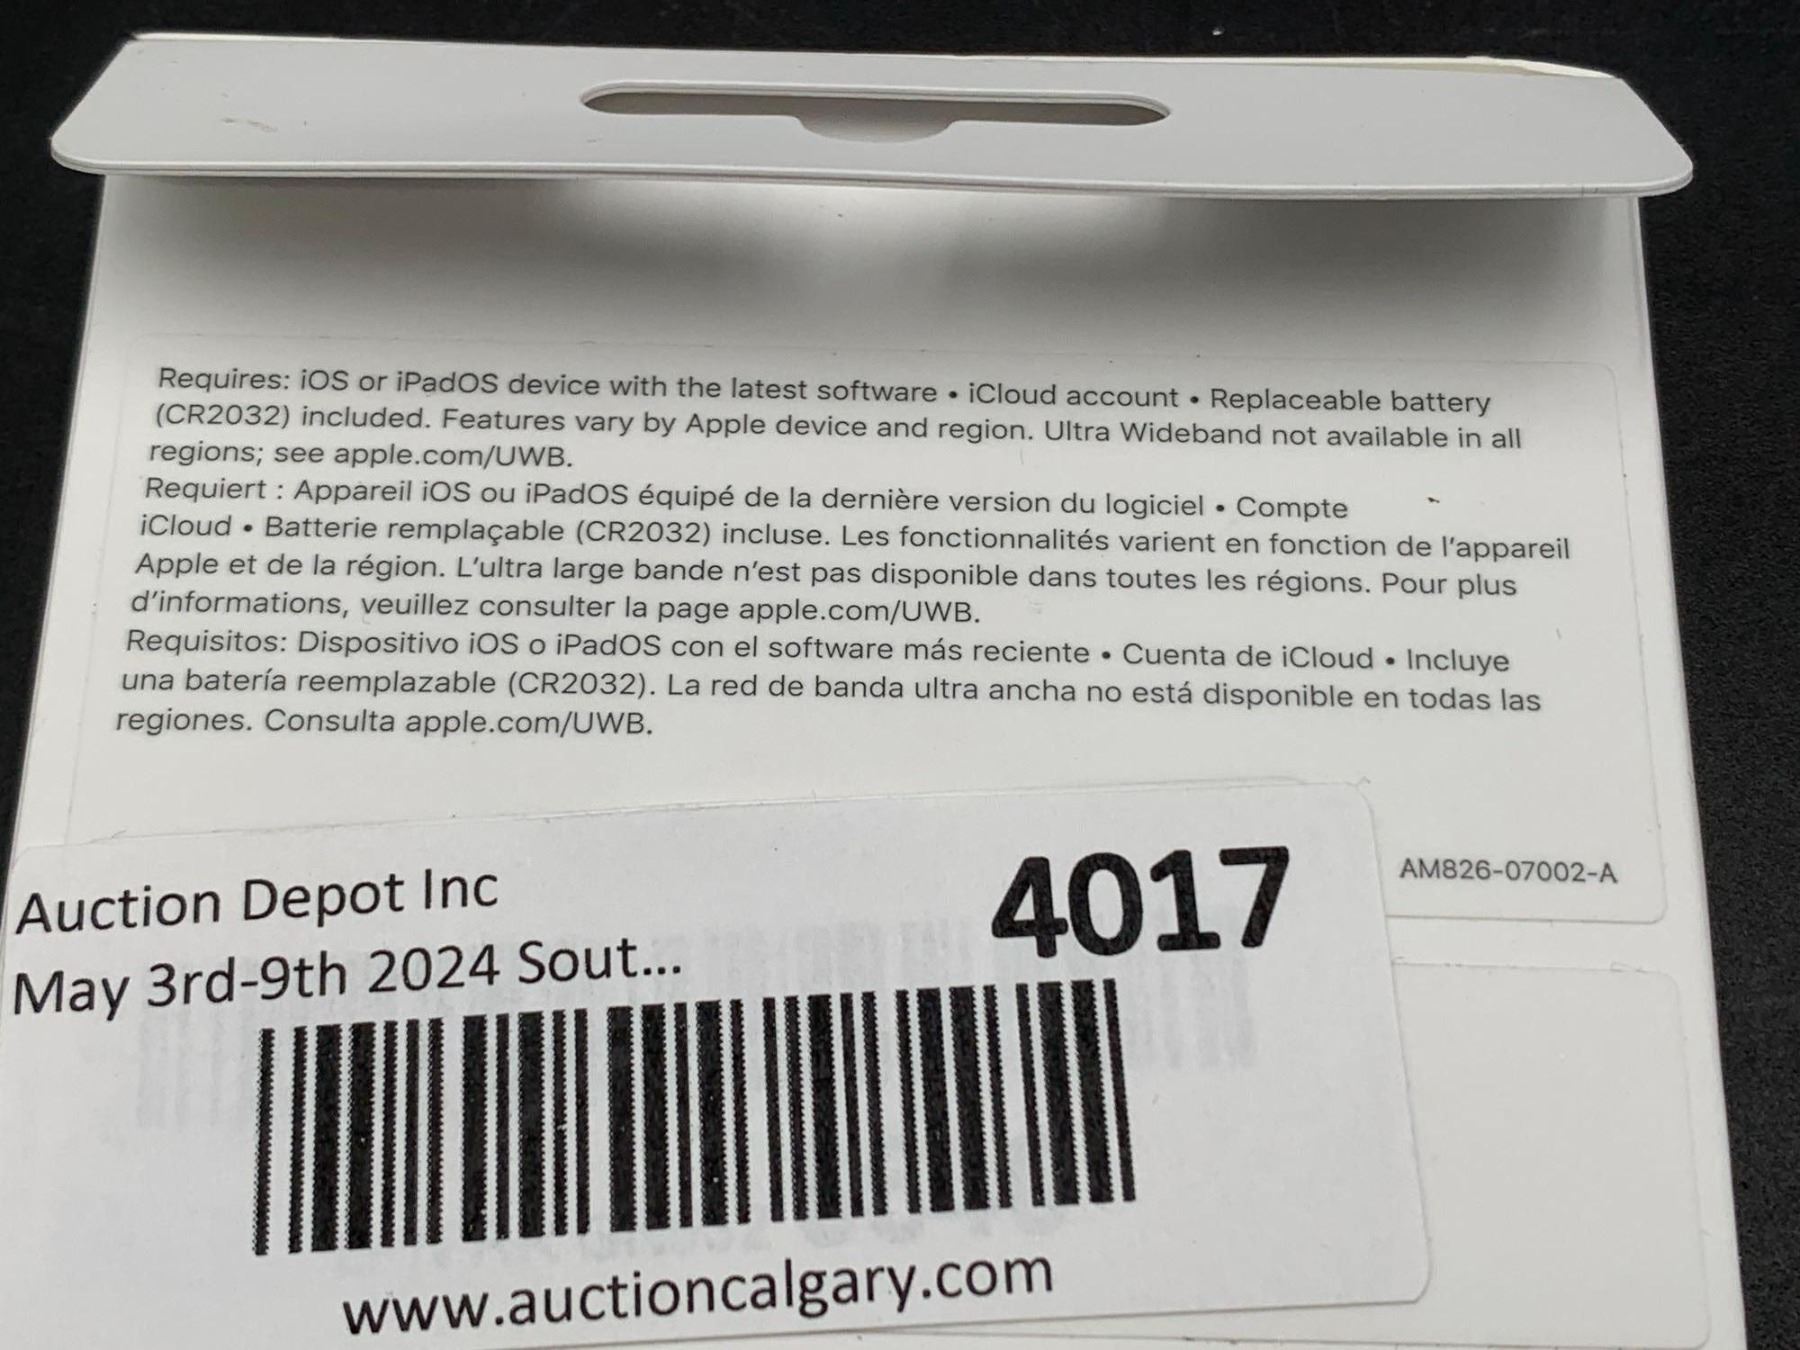 Requires: iOS or iPadOS device with the latest software • iCloud account • Replaceable battery
(CR2032) included. Features vary by Apple device and region. Ultra Wideband not available in all
regions; see apple.com/UWB.
Requiert : Appareil iOS ou iPadOS équipé de la dernière version du logiciel • Compte
iCloud • Batterie remplaçable (CR2032) incluse. Les fonctionnalités varient en fonction de l'appareil
Apple et de la région. L'ultra large bande n'est pas disponible dans toutes les régions. Pour plus
d'informations, veuillez consulter la page apple.com/UWB.
Requisitos: Dispositivo iOS o iPadOS con el software más reciente • Cuenta de iCloud • Incluye
una batería reemplazable (CR2032). La red de banda ultra ancha no está disponible en todas las
regiones. Consulta apple.com/UWB.
AM826-07002-A
Auction Depot Inc
4017
May 3rd-9th 2024 Sout...
www.auctioncalgary.com